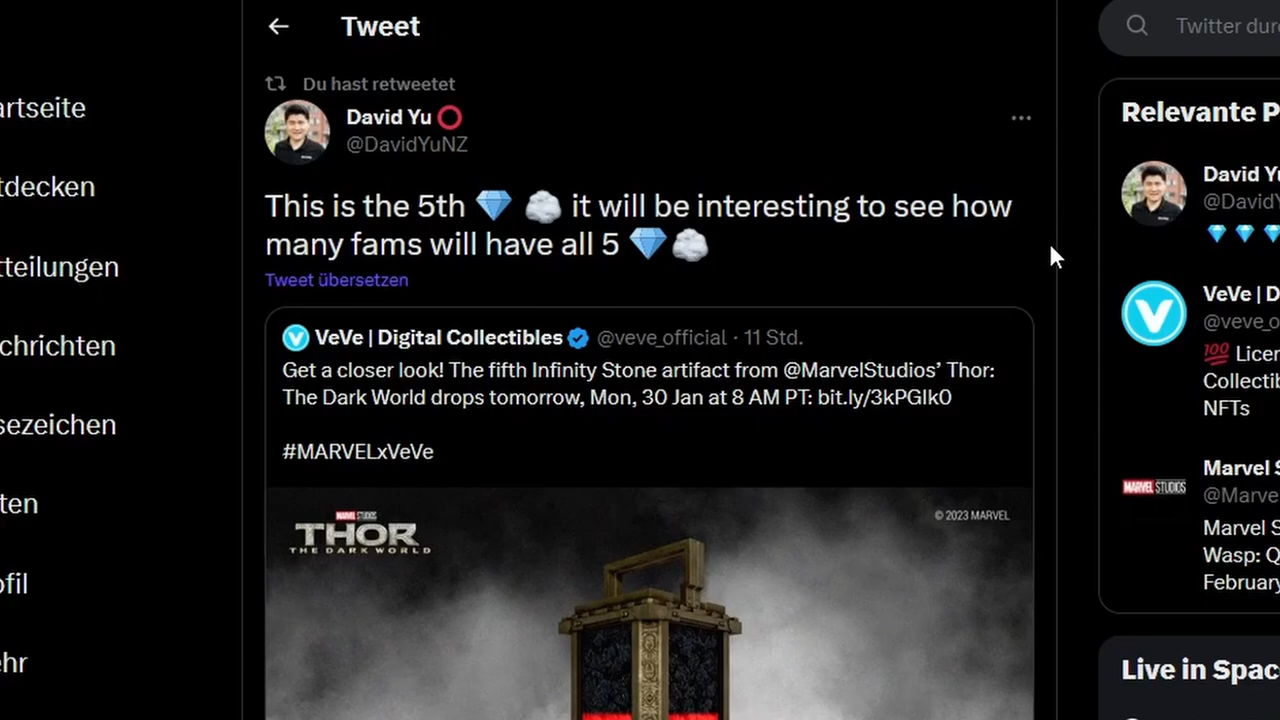 Tweet
Twitter dur
Du hast retweetet
David Yu ⭕
@DavidYuNZ
This is the 5th 💎 🪨 it will be interesting to see how
many fams will have all 5 💎🪨
Tweet übersetzen
VeVe | Digital Collectibles @veve_official · 11 Std.
Get a closer look! The fifth Infinity Stone artifact from @MarvelStudios’ Thor:
The Dark World drops tomorrow, Mon, 30 Jan at 8 AM PT: bit.ly/3kPGIk0
#MARVELxVeVe
MARVEL STUDIOS
THOR
THE DARK WORLD
© 2023 MARVEL
artseite
tdecken
tteilungen
chrichten
sezeichen
ten
ofil
hr
Relevante P
David Yu
@DavidY
💎 💎 💎
VeVe | D
@veve_o
💯 Licen
Collectib
NFTs
MARVEL STUDIOS
Marvel S
@Marve
Marvel S
Wasp: Q
February
Live in Spac